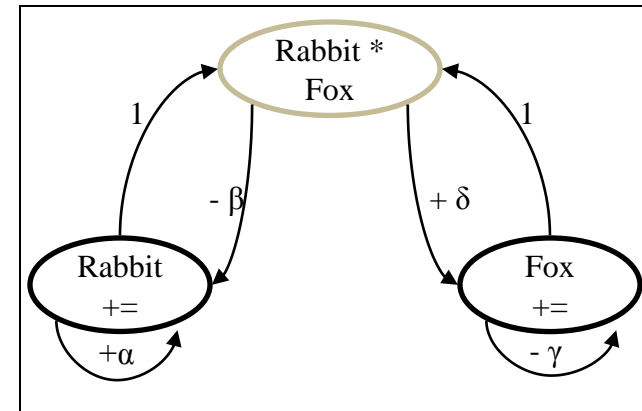 Rabbit *
Fox
1
1
- β
+ δ
Rabbit
+=
+α
Fox
+=
- γ